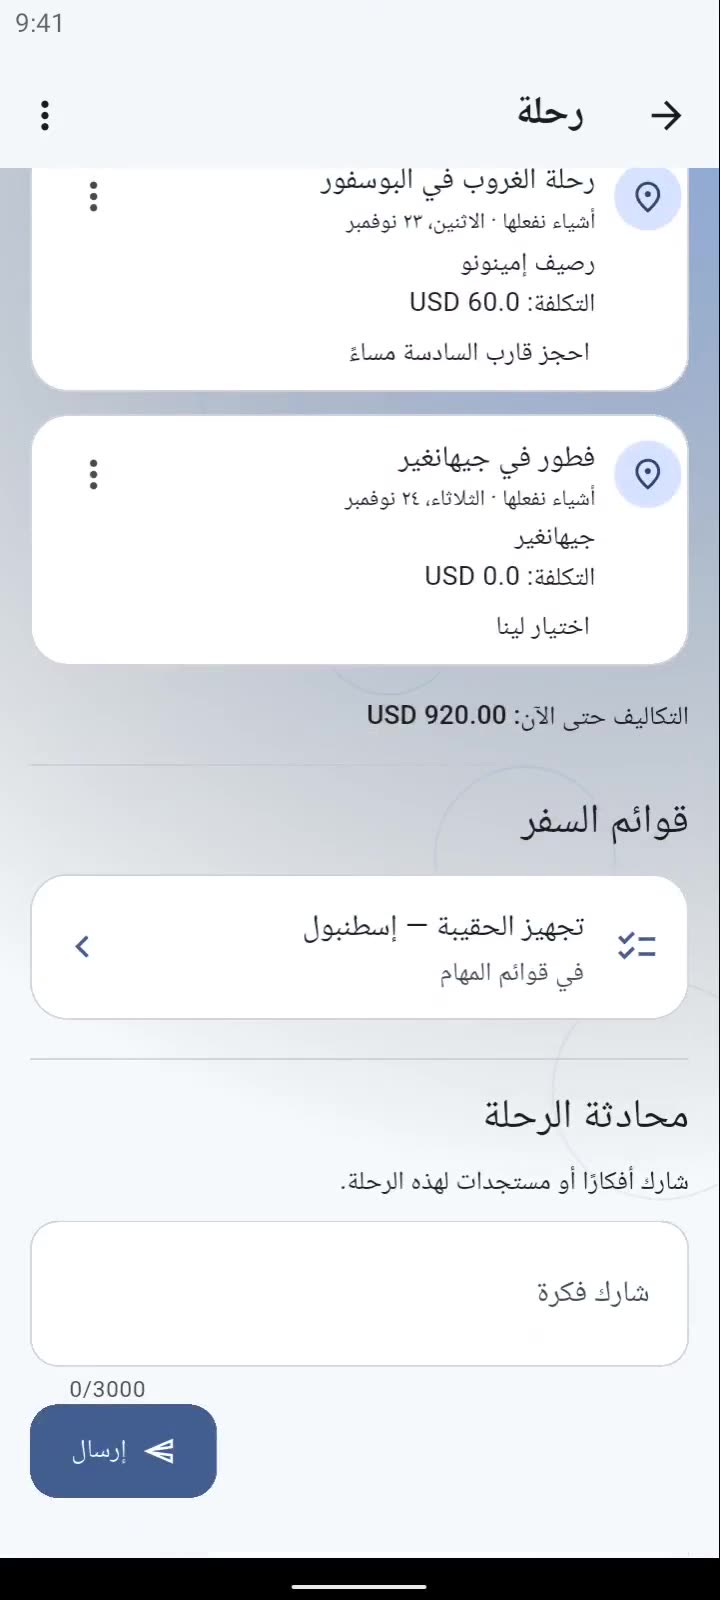 9:41
رحلة
رحلة الغروب في البوسفور
أشياء نفعلها · الاثنين، ٢٣ نوفمبر
رصيف إمينونو
التكلفة: USD 60.0
احجز قارب السادسة مساءً
فطور في جيهانغير
أشياء نفعلها · الثلاثاء، ٢٤ نوفمبر
جيهانغير
التكلفة: USD 0.0
اختيار لينا
التكاليف حتى الآن: USD 920.00
قوائم السفر
تجهيز الحقيبة — إسطنبول
في قوائم المهام
محادثة الرحلة
شارك أفكارًا أو مستجدات لهذه الرحلة.
شارك فكرة
0/3000
إرسال